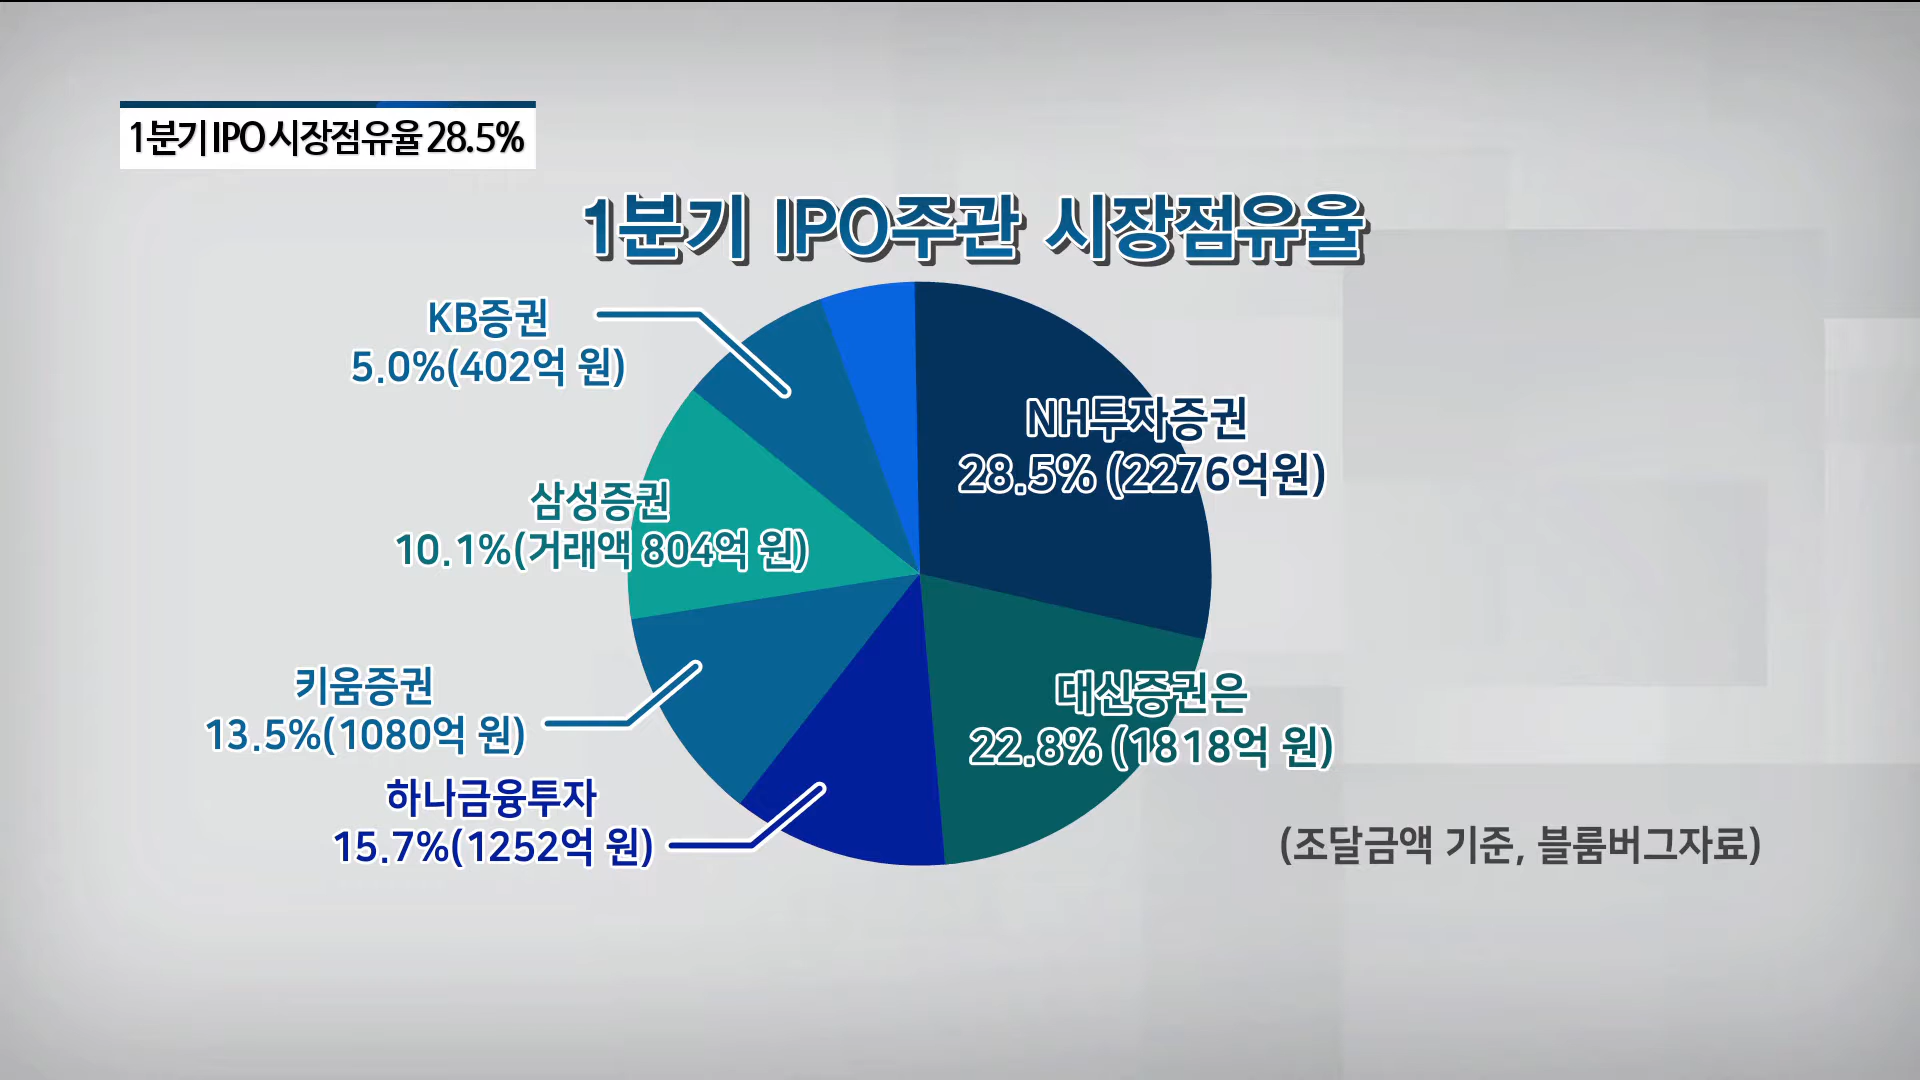 1분기 IPO 시장점유율 28.5%
1분기 IPO주관 시장점유율
KB증권
5.0%(402억 원)
NH투자증권
28.5% (2276억원)
삼성증권
10.1%(거래액 804억 원)
키움증권
13.5%(1080억 원)
대신증권은
22.8% (1818억 원)
하나금융투자
15.7%(1252억 원)
(조달금액 기준, 블룸버그자료)